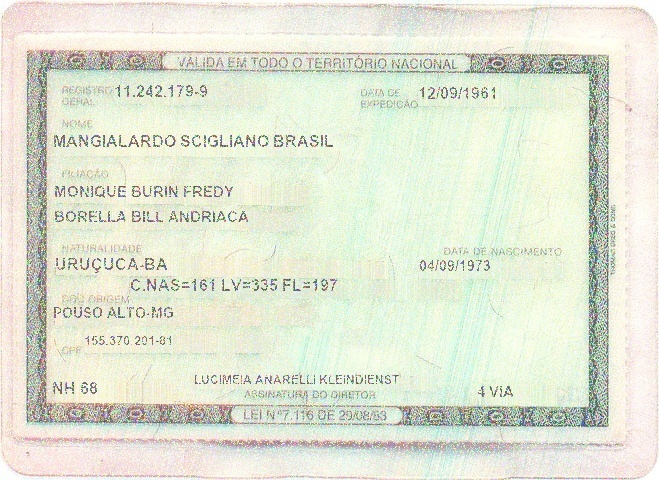 VÁLIDA EM TODO O TERRITÓRIO NACIONAL
REGISTRO GERAL 11.242.179-9 DATA DE EXPEDIÇÃO 12/09/1961
NOME
MANGIALARDO SCIGLIANO BRASIL
FILIAÇÃO
MONIQUE BURIN FREDY
BORELLA BILL ANDRIACA
NATURALIDADE DATA DE NASCIMENTO
URUÇUCA-BA 04/09/1973
C.NAS=161 LV=335 FL=197
DOC ORIGEM
POUSO ALTO-MG
155.370.201-81
CPF
NH 68 LUCIMEIA ANARELLI KLEINDIENST 4 VIA
ASSINATURA DO DIRETOR
LEI Nº7.116 DE 29/08/83